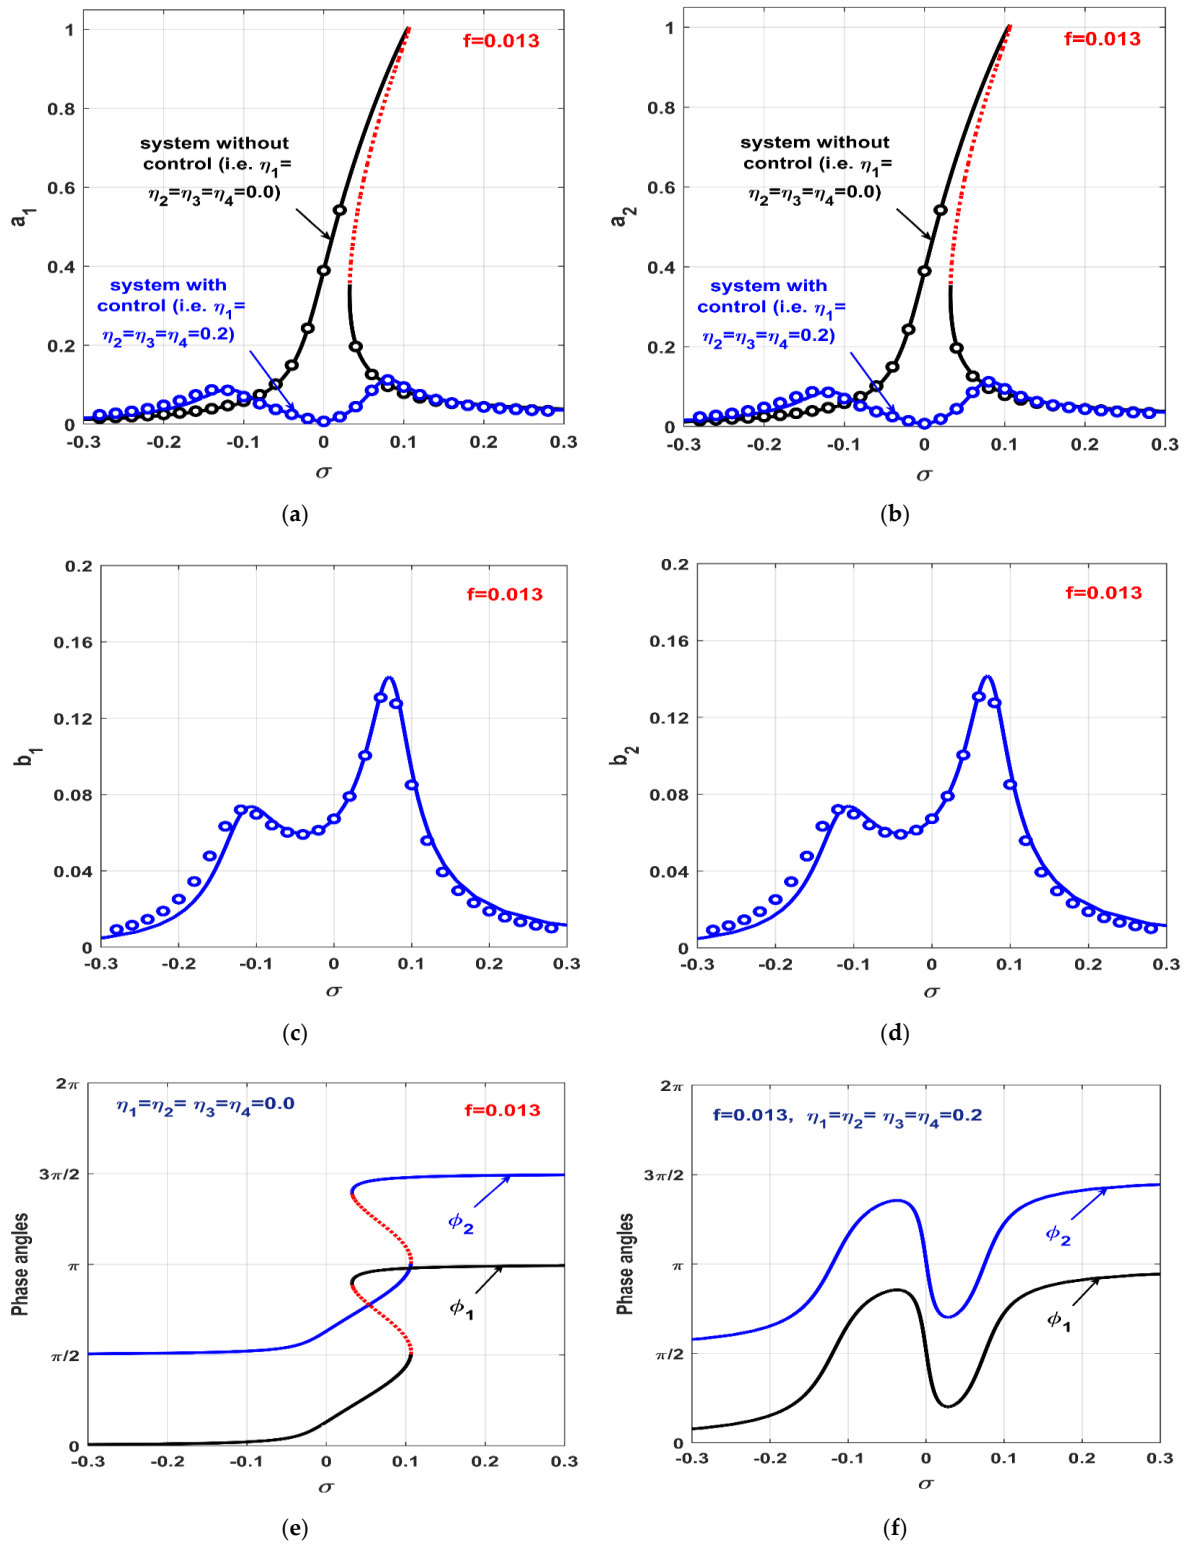 f=0.013
1
0.8
0.6
0.4
0.2
0
a₁
system without
control (i.e. η₁=
η₂=η₃=η₄=0.0)
system with
control (i.e. η₁=
η₂=η₃=η₄=0.2)
-0.3 -0.2 -0.1 0 0.1 0.2 0.3
σ
(a)
f=0.013
1
0.8
0.6
0.4
0.2
0
a₂
system without
control (i.e. η₁=
η₂=η₃=η₄=0.0)
system with
control (i.e. η₁=
η₂=η₃=η₄=0.2)
-0.3 -0.2 -0.1 0 0.1 0.2 0.3
σ
(b)
f=0.013
0.2
0.16
0.12
0.08
0.04
0
b₁
-0.3 -0.2 -0.1 0 0.1 0.2 0.3
σ
(c)
f=0.013
0.2
0.16
0.12
0.08
0.04
0
b₂
-0.3 -0.2 -0.1 0 0.1 0.2 0.3
σ
(d)
η₁=η₂= η₃=η₄=0.0
f=0.013
2π
3π/2
π
π/2
0
Phase angles
ϕ₂
ϕ₁
-0.3 -0.2 -0.1 0 0.1 0.2 0.3
σ
(e)
f=0.013, η₁=η₂= η₃=η₄=0.2
2π
3π/2
π
π/2
0
Phase angles
ϕ₂
ϕ₁
-0.3 -0.2 -0.1 0 0.1 0.2 0.3
σ
(f)